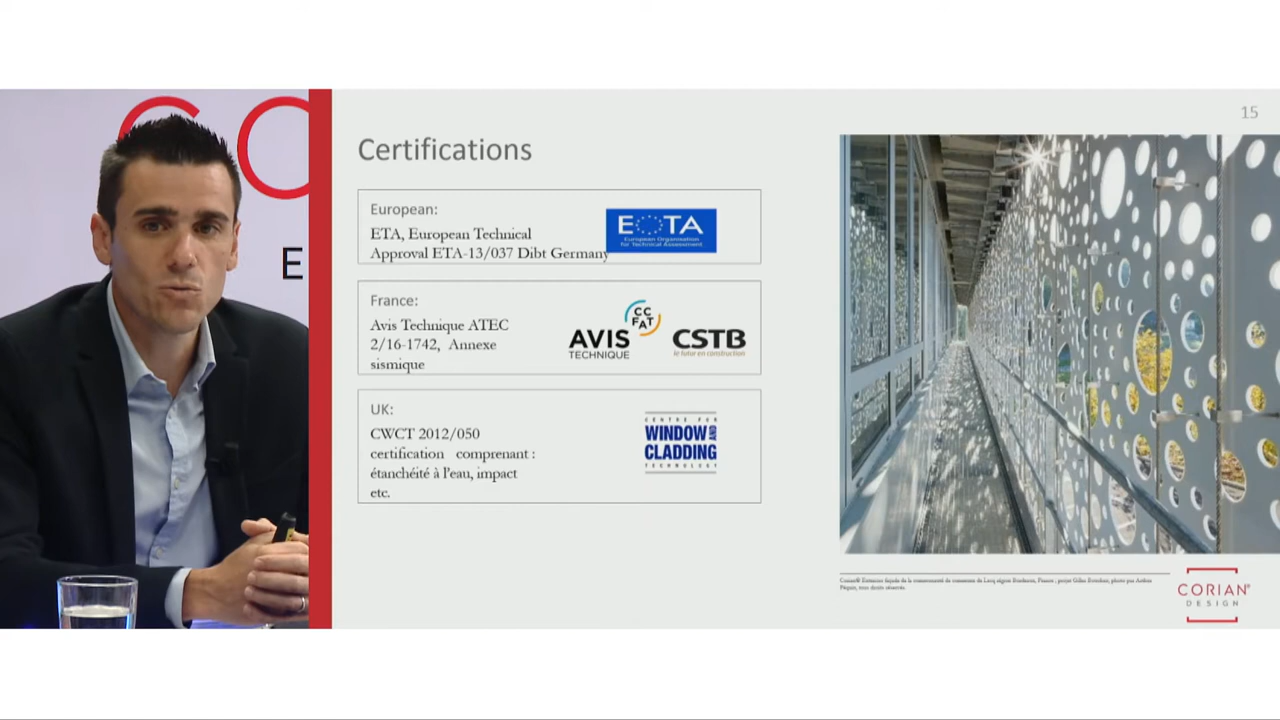 CO
E
15
Certifications
European:
ETA, European Technical
Approval ETA-13/037 Dibt Germany
EOTA
European Organisation
for Technical Assessment
France:
Avis Technique ATEC
2/16-1742, Annexe
sismique
CC
FAT
AVIS
TECHNIQUE
CSTB
le futur en construction
UK:
CWCT 2012/050
certification comprenant :
étanchéité à l'eau, impact
etc.
CENTRE FOR
WINDOW AND
CLADDING
TECHNOLOGY
CORIAN®
DESIGN